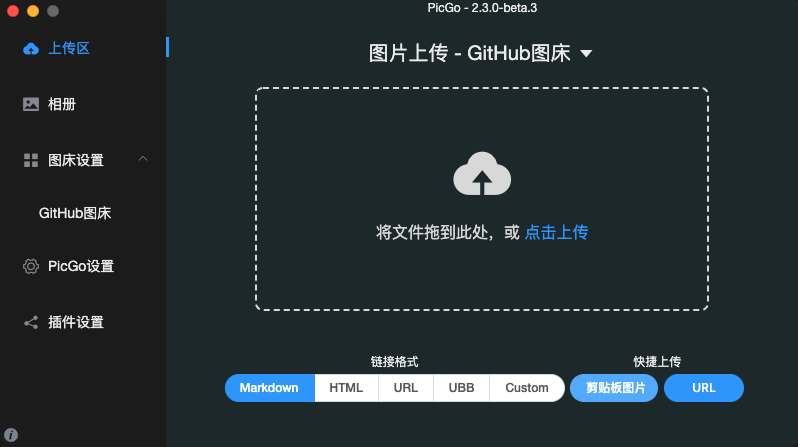 PicGo - 2.3.0-beta.3
上传区
相册
图床设置
GitHub图床
PicGo设置
插件设置
图片上传 - GitHub图床
将文件拖到此处，或 点击上传
链接格式
Markdown HTML URL UBB Custom
快捷上传
剪贴板图片 URL
i